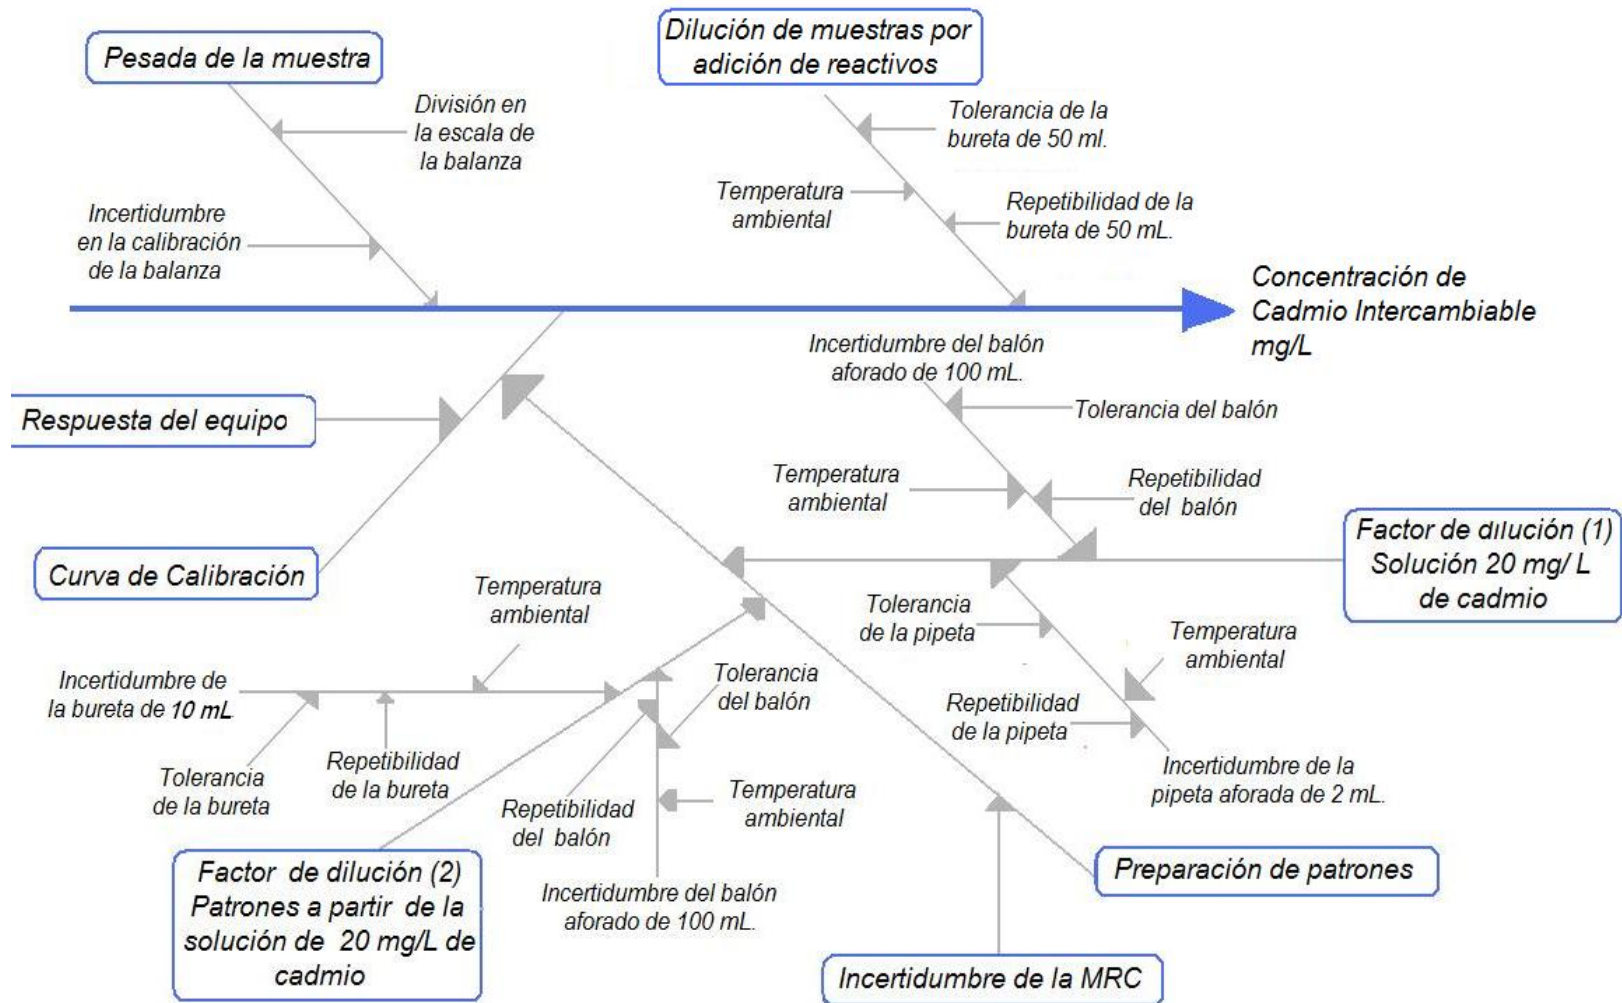 Pesada de la muestra
División en
la escala de
la balanza
Incertidumbre
en la calibración
de la balanza
Dilución de muestras por
adición de reactivos
Tolerancia de la
bureta de 50 ml.
Temperatura
ambiental
Repetibilidad de la
bureta de 50 mL.
Concentración de
Cadmio Intercambiable
mg/L
Respuesta del equipo
Curva de Calibración
Incertidumbre del balón
aforado de 100 mL.
Tolerancia del balón
Temperatura
ambiental
Repetibilidad
del balón
Factor de dilución (1)
Solución 20 mg/ L
de cadmio
Tolerancia
de la pipeta
Temperatura
ambiental
Repetibilidad
de la pipeta
Incertidumbre de la
pipeta aforada de 2 mL.
Temperatura
ambiental
Incertidumbre de
la bureta de 10 mL
Tolerancia
de la bureta
Repetibilidad
de la bureta
Tolerancia
del balón
Repetibilidad
del balón
Temperatura
ambiental
Incertidumbre del balón
aforado de 100 mL.
Factor de dilución (2)
Patrones a partir de la
solución de 20 mg/L de
cadmio
Preparación de patrones
Incertidumbre de la MRC